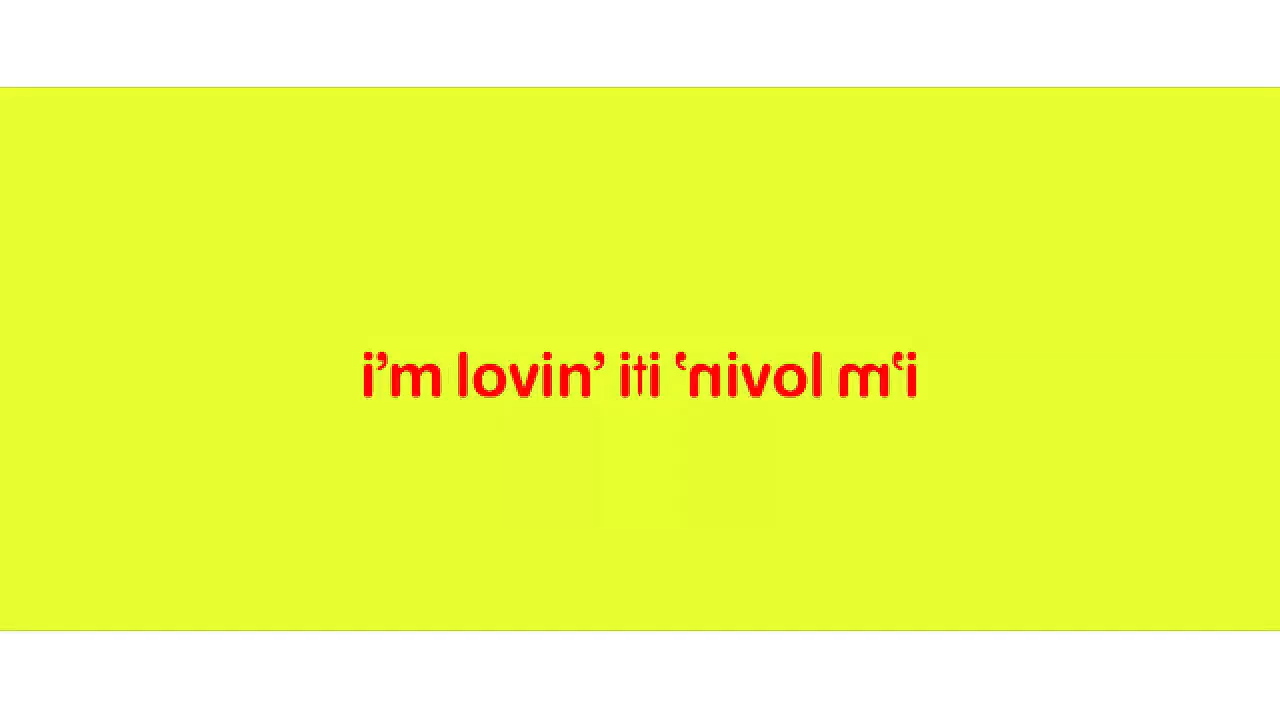 i’m lovin’ iti ‘nivol m‘i